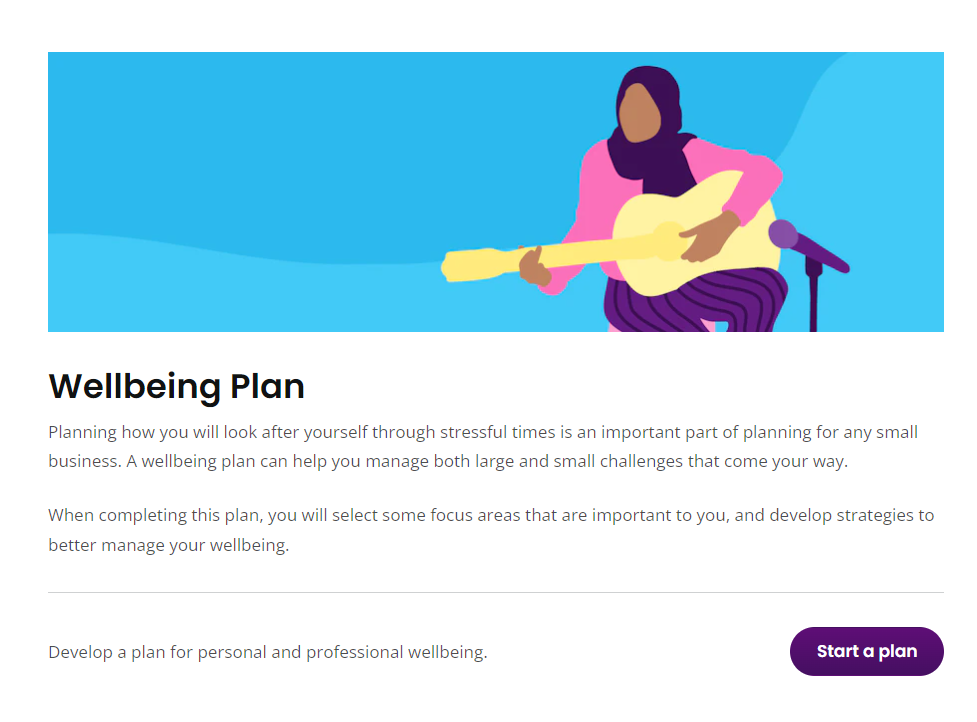 Wellbeing Plan
Planning how you will look after yourself through stressful times is an important part of planning for any small
business. A wellbeing plan can help you manage both large and small challenges that come your way.
When completing this plan, you will select some focus areas that are important to you, and develop strategies to
better manage your wellbeing.
Develop a plan for personal and professional wellbeing.
Start a plan